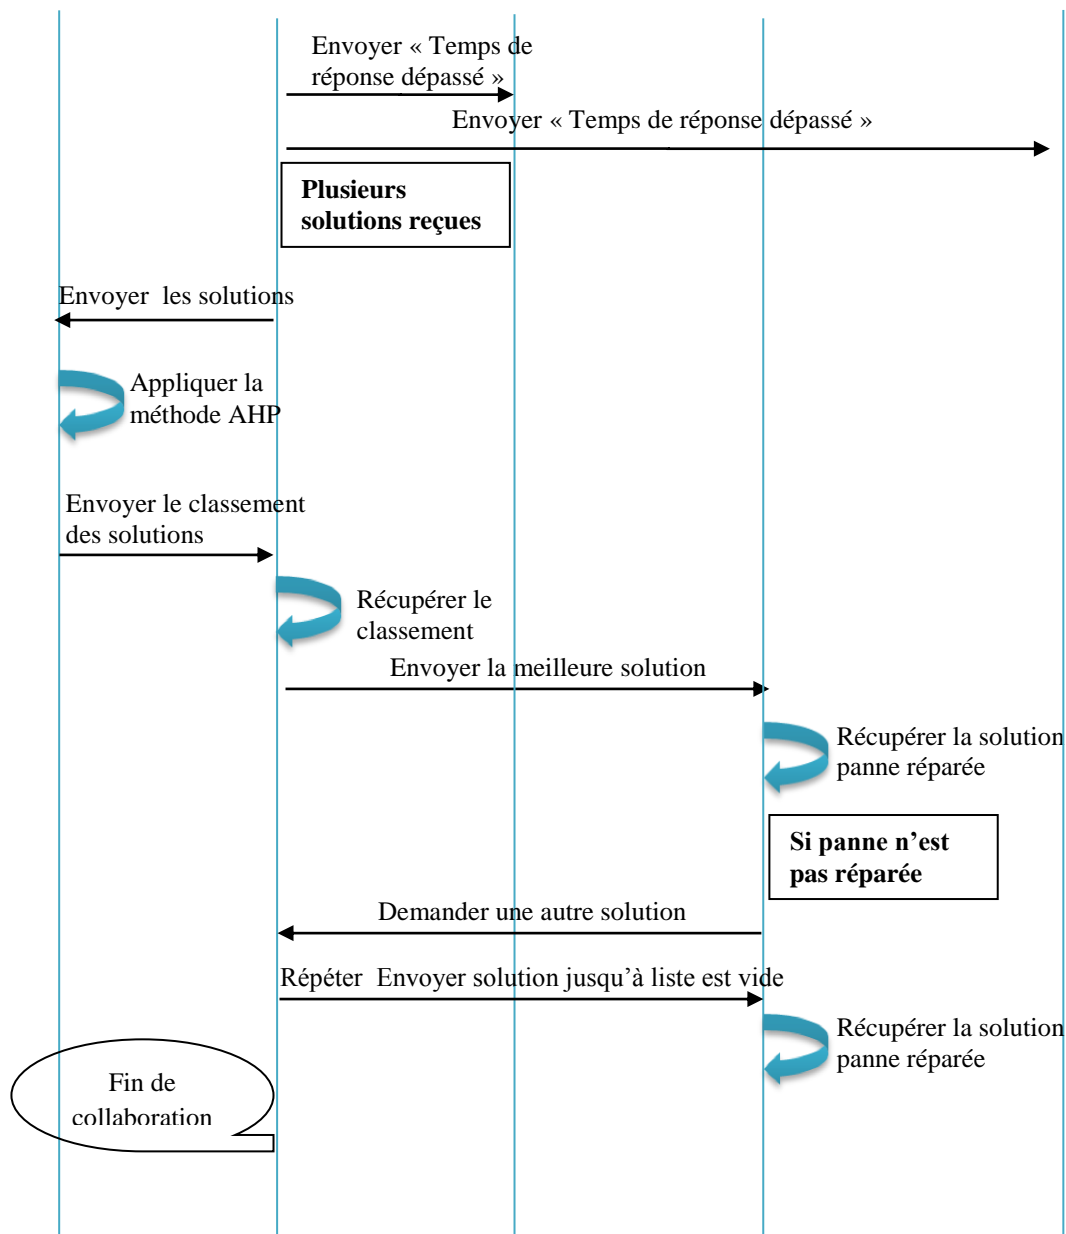 Envoyer « Temps de
réponse dépassé »
Envoyer « Temps de réponse dépassé »
Plusieurs
solutions reçues
Envoyer les solutions
Appliquer la
méthode AHP
Envoyer le classement
des solutions
Récupérer le
classement
Envoyer la meilleure solution
Récupérer la solution
panne réparée
Si panne n’est
pas réparée
Demander une autre solution
Répéter Envoyer solution jusqu’à liste est vide
Récupérer la solution
panne réparée
Fin de
collaboration